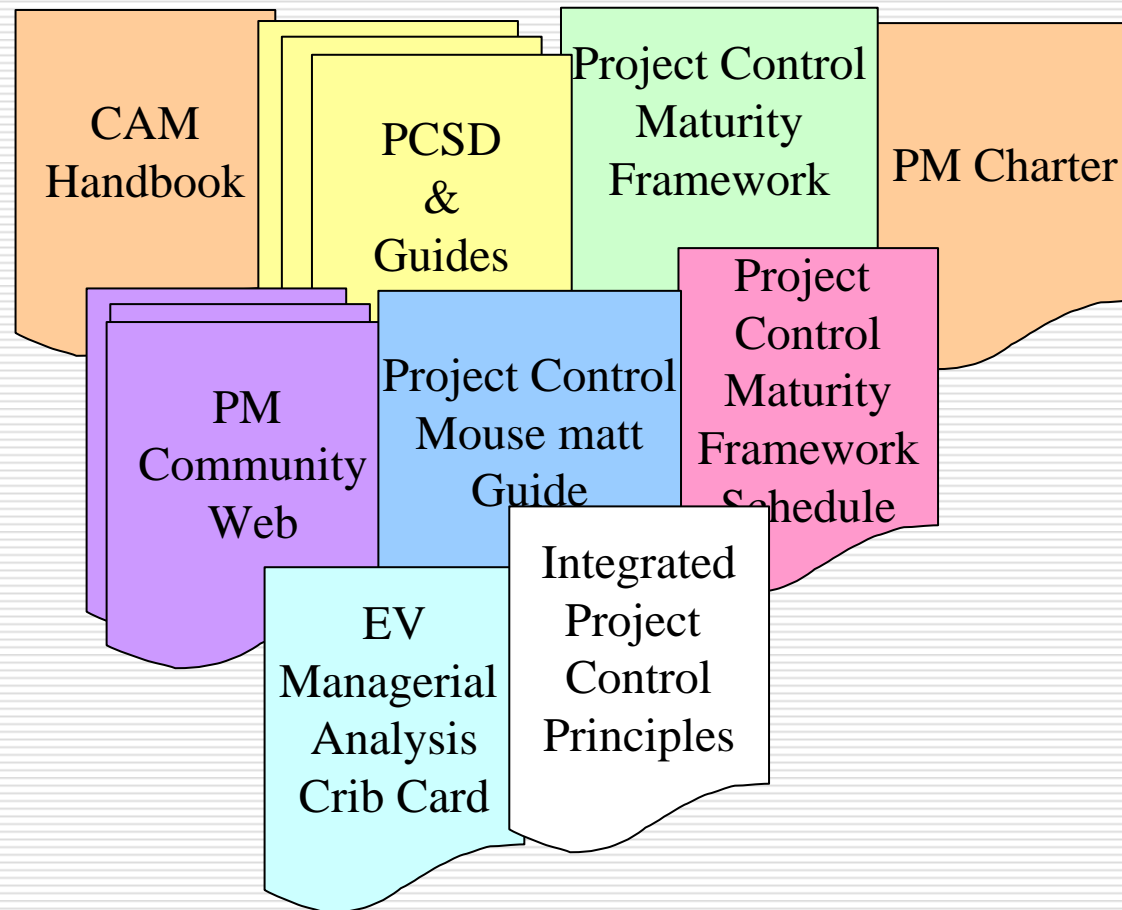 CAM
Handbook
PCSD
&
Guides
Project Control
Maturity
Framework
PM Charter
PM
Community
Web
Project Control
Mouse matt
Guide
Project
Control
Maturity
Framework
Schedule
EV
Managerial
Analysis
Crib Card
Integrated
Project
Control
Principles